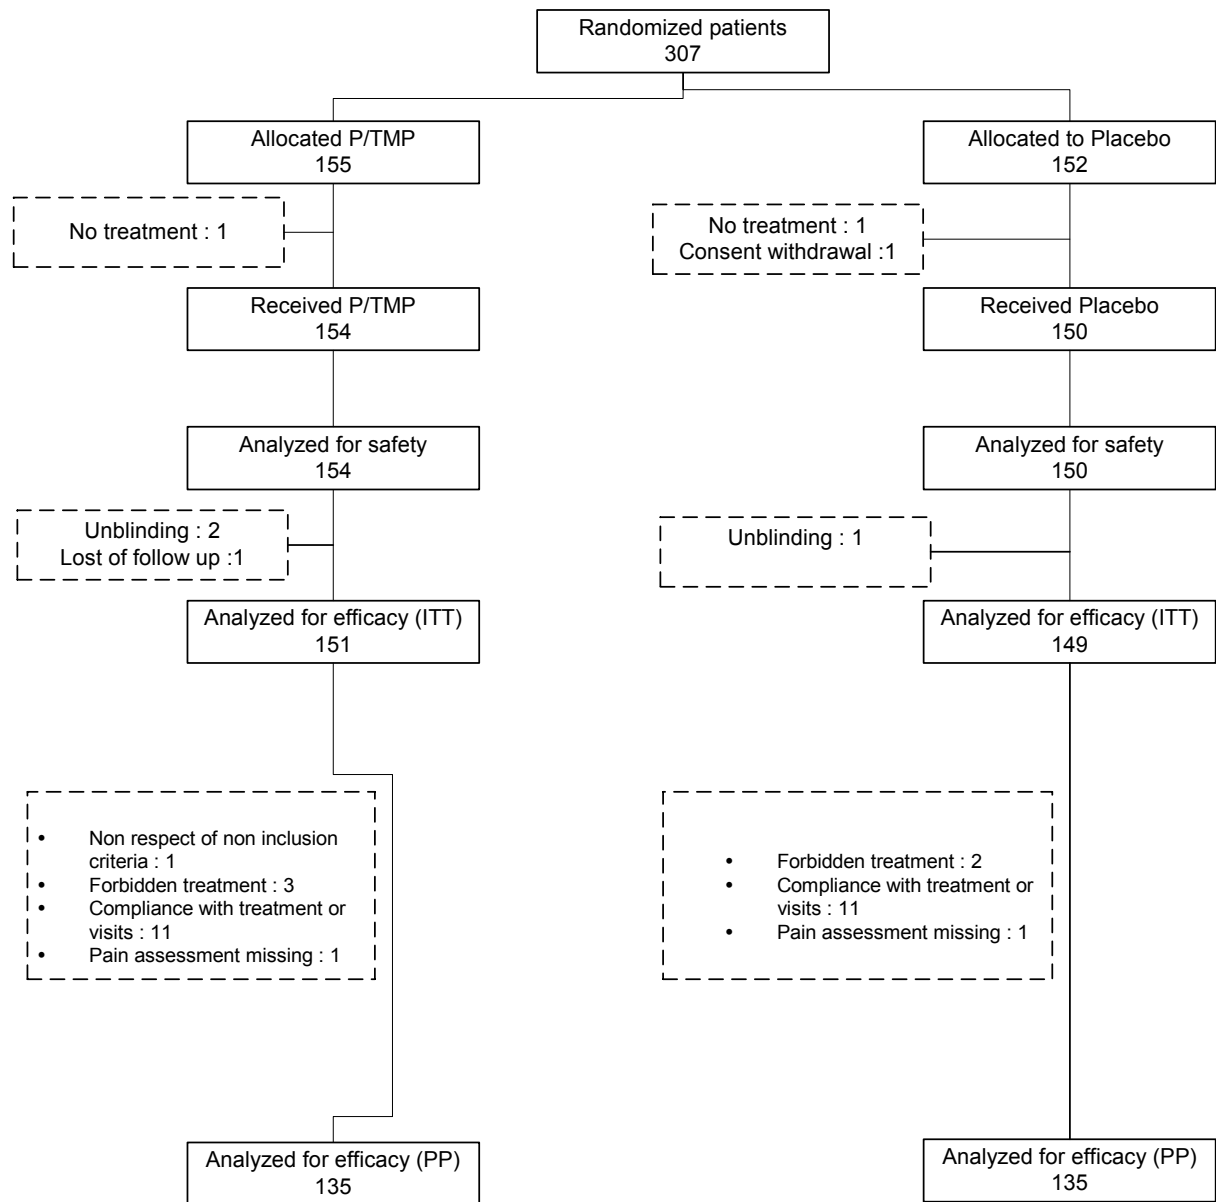 Randomized patients
307
Allocated P/TMP
155
Allocated to Placebo
152
No treatment : 1
No treatment : 1
Consent withdrawal :1
Received P/TMP
154
Received Placebo
150
Analyzed for safety
154
Analyzed for safety
150
Unblinding : 2
Lost of follow up :1
Unblinding : 1
Analyzed for efficacy (ITT)
151
Analyzed for efficacy (ITT)
149
• Non respect of non inclusion
criteria : 1
• Forbidden treatment : 3
• Compliance with treatment or
visits : 11
• Pain assessment missing : 1
• Forbidden treatment : 2
• Compliance with treatment or
visits : 11
• Pain assessment missing : 1
Analyzed for efficacy (PP)
135
Analyzed for efficacy (PP)
135